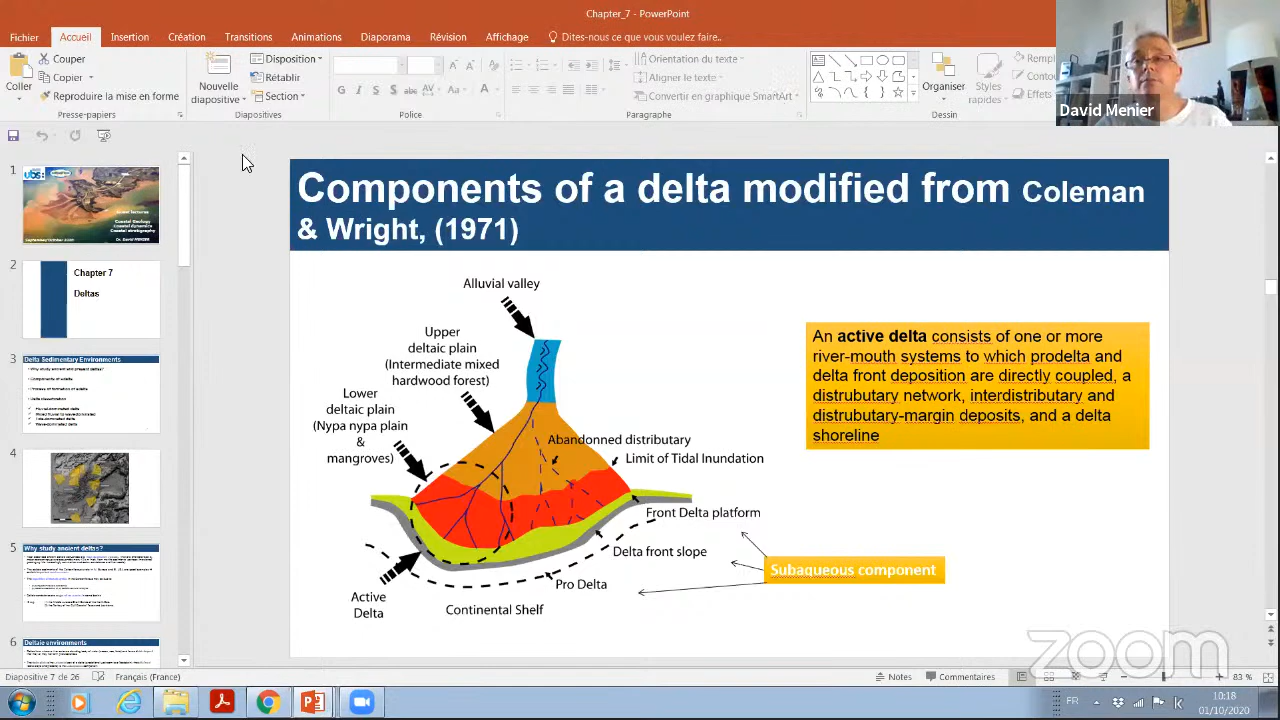 Chapter_7 - PowerPoint
Fichier Accueil Insertion Création Transitions Animations Diaporama Révision Affichage Dites-nous ce que vous voulez faire..
Coller
Couper
Copier
Reproduire la mise en forme
Presse-papiers
Nouvelle
diapositive
Disposition
Rétablir
Section
Diapositives
Police
Orientation du texte
Aligner le texte
Convertir en graphique SmartArt
Paragraphe
Organiser
Styles
rapides
Contou
Effets
Dessin
David Menier
1
2
Chapter 7
Deltas
3
Delta Sedimentary Environments
4
5
Why study ancient deltas?
6
Deltaic environments
Components of a delta modified from Coleman
& Wright, (1971)
Alluvial valley
Upper
deltaic plain
(Intermediate mixed
hardwood forest)
Lower
deltaic plain
(Nypa nypa plain
&
mangroves)
Abandonned distributary
Limit of Tidal Inundation
Front Delta platform
Delta front slope
Subaqueous component
Pro Delta
Active
Delta
Continental Shelf
An active delta consists of one or more
river-mouth systems to which prodelta and
delta front deposition are directly coupled, a
distrubutary network, interdistributary and
distrubutary-margin deposits, and a delta
shoreline
zoom
Diapositive 7 de 26 Français (France) Notes Commentaires 83 %
FR
10:18
01/10/2020